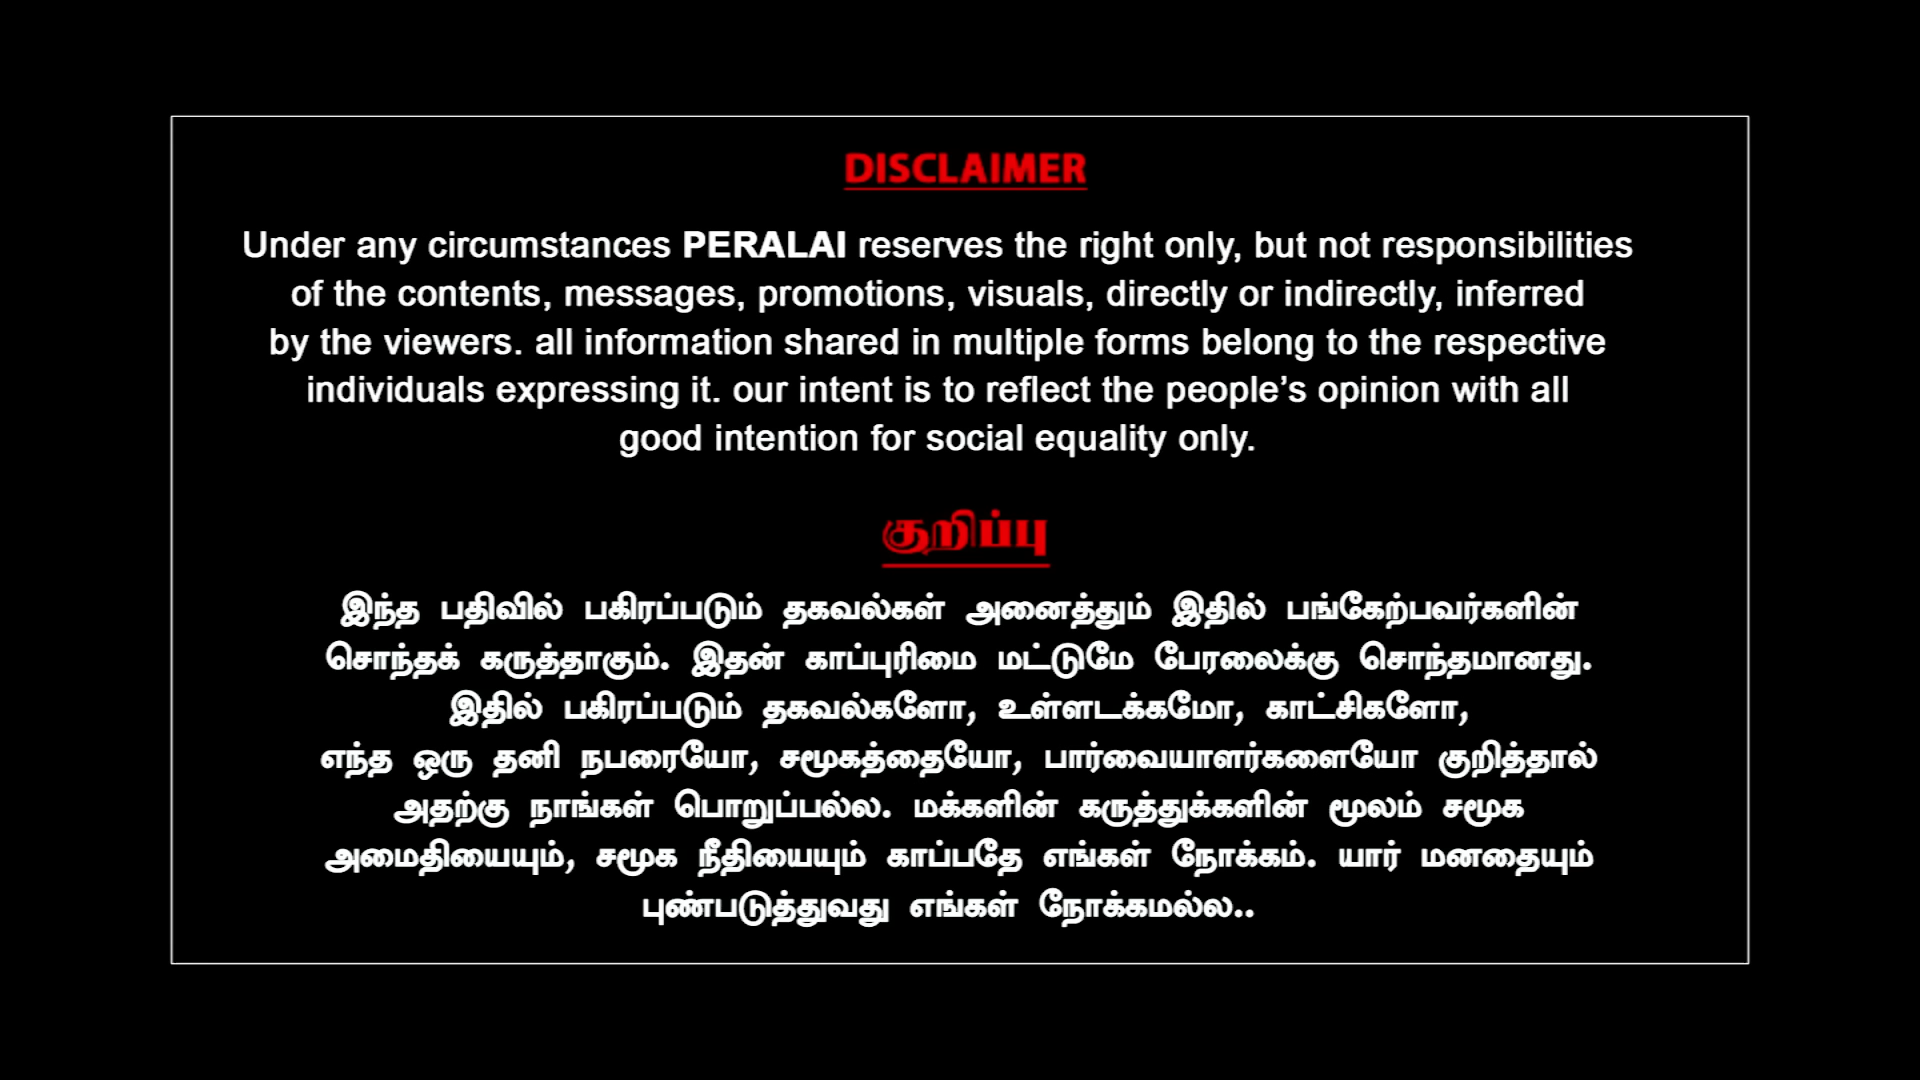 DISCLAIMER
Under any circumstances PERALAI reserves the right only, but not responsibilities
of the contents, messages, promotions, visuals, directly or indirectly, inferred
by the viewers. all information shared in multiple forms belong to the respective
individuals expressing it. our intent is to reflect the people’s opinion with all
good intention for social equality only.
குறிப்பு
இந்த பதிவில் பகிரப்படும் தகவல்கள் அனைத்தும் இதில் பங்கேற்பவர்களின்
சொந்தக் கருத்தாகும். இதன் காப்புரிமை மட்டுமே பேரலைக்கு சொந்தமானது.
இதில் பகிரப்படும் தகவல்களோ, உள்ளடக்கமோ, காட்சிகளோ,
எந்த ஒரு தனி நபரையோ, சமூகத்தையோ, பார்வையாளர்களையோ குறித்தால்
அதற்கு நாங்கள் பொறுப்பல்ல. மக்களின் கருத்துக்களின் மூலம் சமூக
அமைதியையும், சமூக நீதியையும் காப்பதே எங்கள் நோக்கம். யார் மனதையும்
புண்படுத்துவது எங்கள் நோக்கமல்ல..